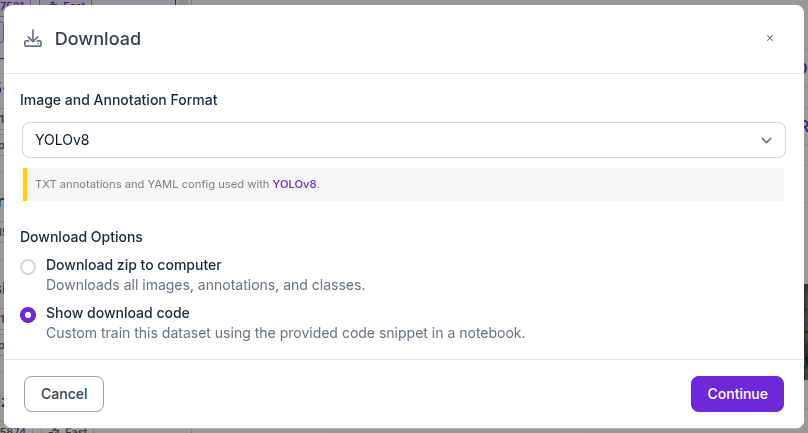 Download
×
Image and Annotation Format
YOLOv8
TXT annotations and YAML config used with YOLOv8.
Download Options
Download zip to computer
Downloads all images, annotations, and classes.
Show download code
Custom train this dataset using the provided code snippet in a notebook.
Cancel
Continue
5874
Fast